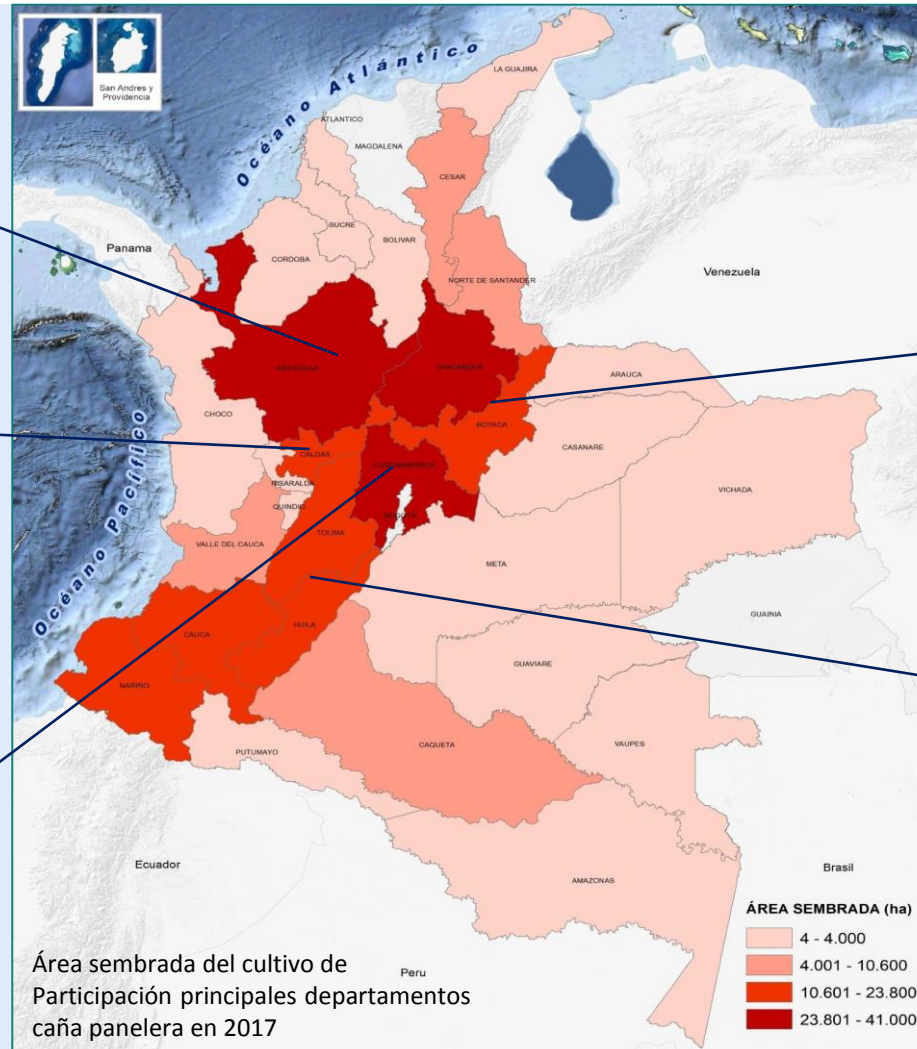 San Andres y
Providencia
Océano Atlántico
LA GUAJIRA
ATLANTICO
MAGDALENA
CESAR
SUCRE
BOLIVAR
CORDOBA
Panama
Venezuela
NORTE DE SANTANDER
ANTIOQUIA
SANTANDER
ARAUCA
CHOCO
BOYACA
CASANARE
CALDAS
CUNDINAMARCA
RISARALDA
VICHADA
QUINDIO
BOGOTA
TOLIMA
VALLE DEL CAUCA
META
Océano Pacífico
GUAINIA
HUILA
CAUCA
GUAVIARE
NARIÑO
CAQUETA
VAUPES
PUTUMAYO
Ecuador
Brasil
AMAZONAS
Peru
ÁREA SEMBRADA (ha)
4 - 4.000
4.001 - 10.600
10.601 - 23.800
23.801 - 41.000
Área sembrada del cultivo de
Participación principales departamentos
caña panelera en 2017